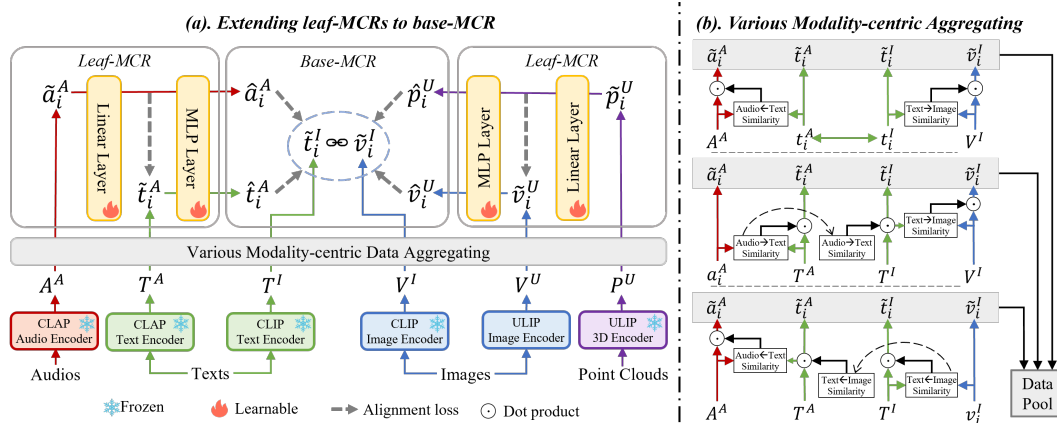 (a). Extending leaf-MCRs to base-MCR
Leaf-MCR
Base-MCR
Leaf-MCR
ã_i^A
Linear Layer
MLP Layer
â_i^A
p̂_i^U
MLP Layer
Linear Layer
p̃_i^U
t̃_i^I
ṽ_i^I
t̃_i^A
t̂_i^A
v̂_i^U
ṽ_i^U
Various Modality-centric Data Aggregating
A^A
T^A
T^I
V^I
V^U
P^U
CLAP
Audio Encoder
CLAP
Text Encoder
CLIP
Text Encoder
CLIP
Image Encoder
ULIP
Image Encoder
ULIP
3D Encoder
Audios
Texts
Images
Point Clouds
Frozen
Learnable
Alignment loss
Dot product
(b). Various Modality-centric Aggregating
ã_i^A t̃_i^A t̃_i^I ṽ_i^I
Audio←Text
Similarity
Text→Image
Similarity
A^A t_i^A t_i^I V^I
ã_i^A t̃_i^A t̃_i^I ṽ_i^I
Audio→Text
Similarity
Audio→Text
Similarity
Text→Image
Similarity
a_i^A T^A T^I V^I
ã_i^A t̃_i^A t̃_i^I ṽ_i^I
Audio←Text
Similarity
Text←Image
Similarity
Text←Image
Similarity
A^A T^A T^I v_i^I
Data
Pool